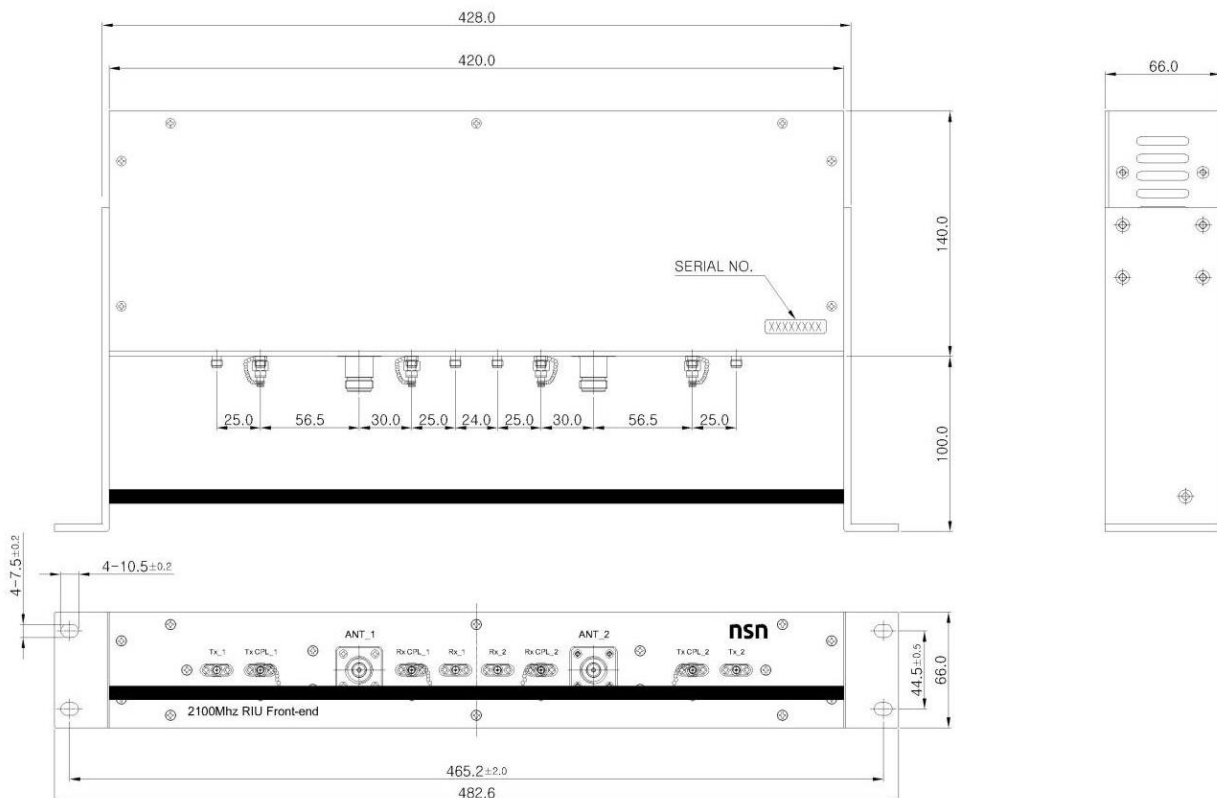 428.0
420.0
66.0
140.0
SERIAL NO.
XXXXXXXX
25.0 56.5 30.0 25.0 24.0 25.0 30.0 56.5 25.0
100.0
4-7.5±0.2
4-10.5±0.2
nsn
ANT_1 ANT_2
Tx_1 Tx CPL_1 Rx CPL_1 Rx_1 Rx_2 Rx CPL_2 Tx CPL_2 Tx_2
44.5±0.5
66.0
2100Mhz RIU Front-end
465.2±2.0
482.6